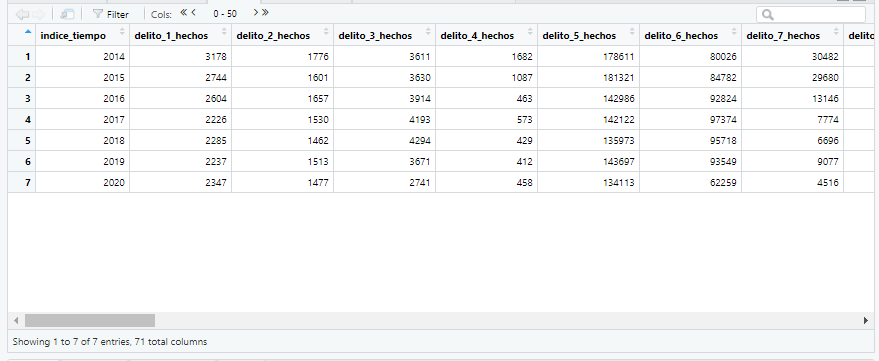 Filter Cols: « < 0 - 50 > »
indice_tiempo delito_1_hechos delito_2_hechos delito_3_hechos delito_4_hechos delito_5_hechos delito_6_hechos delito_7_hechos delito
1 2014 3178 1776 3611 1682 178611 80026 30482
2 2015 2744 1601 3630 1087 181321 84782 29680
3 2016 2604 1657 3914 463 142986 92824 13146
4 2017 2226 1530 4193 573 142122 97374 7774
5 2018 2285 1462 4294 429 135973 95718 6696
6 2019 2237 1513 3671 412 143697 93549 9077
7 2020 2347 1477 2741 458 134113 62259 4516
Showing 1 to 7 of 7 entries, 71 total columns